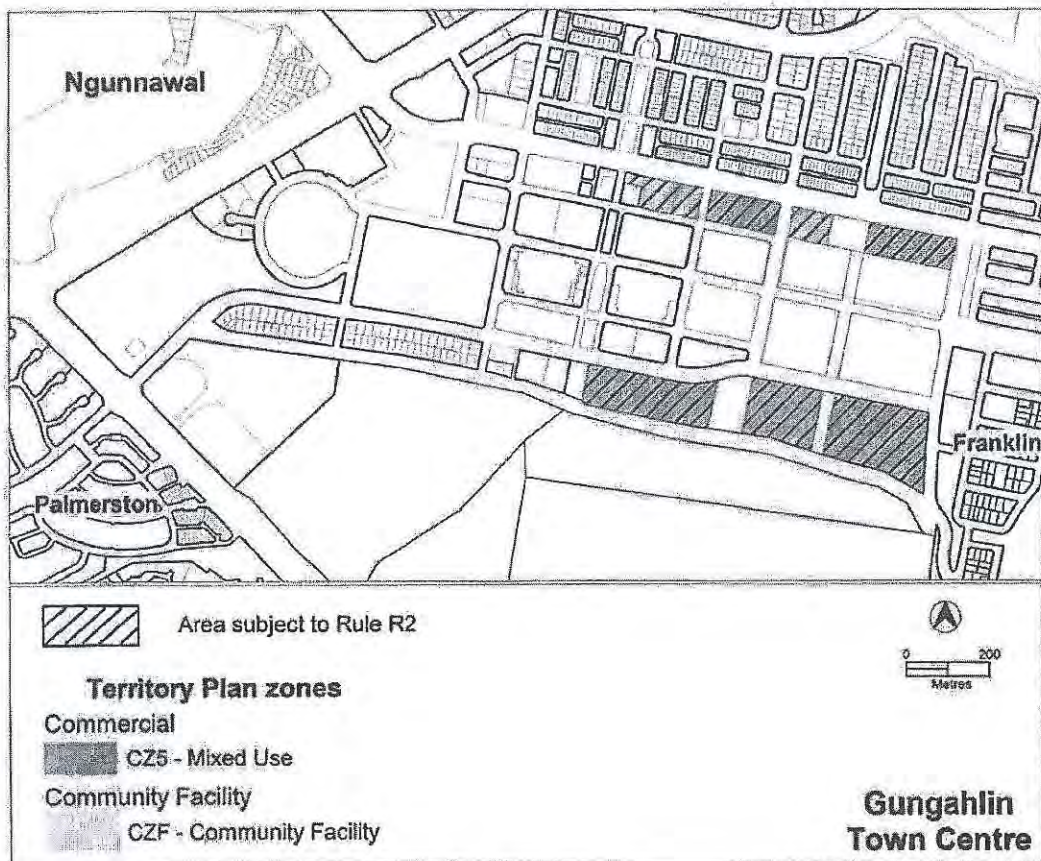 Ngunnawal
Franklin
Palmerston
Area subject to Rule R2
0 200
Metres
Territory Plan zones
Commercial
CZ5 - Mixed Use
Community Facility
CZF - Community Facility
Gungahlin
Town Centre